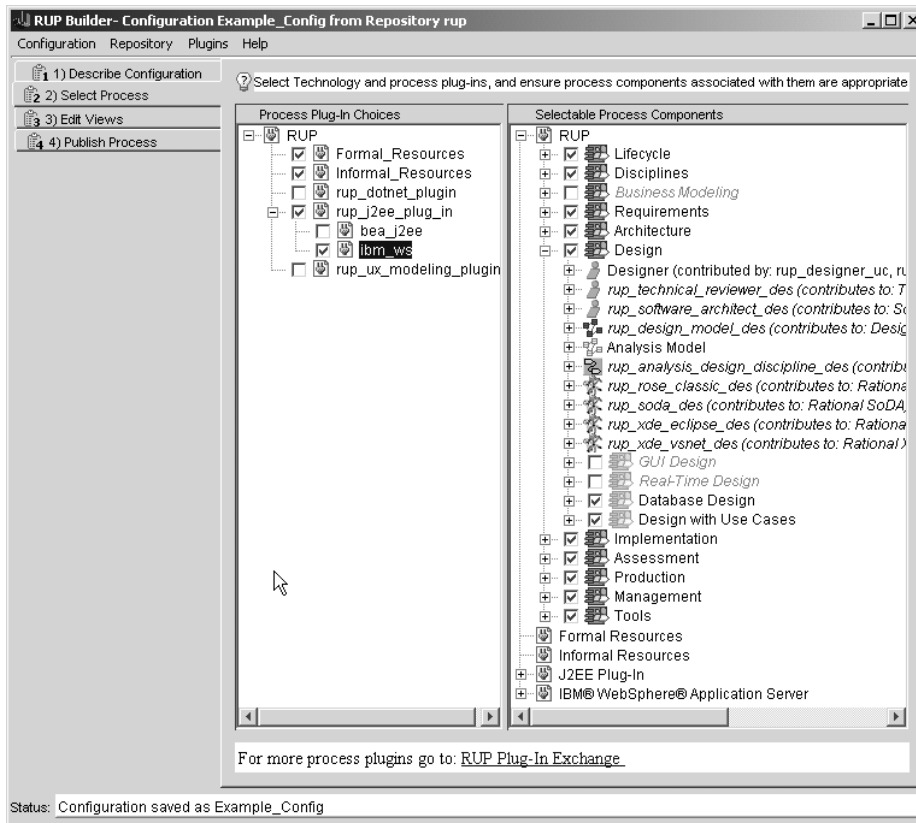 RUP Builder- Configuration Example_Config from Repository rup
Configuration Repository Plugins Help
1 1) Describe Configuration
2 2) Select Process
3 3) Edit Views
4 4) Publish Process
Select Technology and process plug-ins, and ensure process components associated with them are appropriate
Process Plug-In Choices
RUP
Formal_Resources
Informal_Resources
rup_dotnet_plugin
rup_j2ee_plug_in
bea_j2ee
ibm_ws
rup_ux_modeling_plugin
Selectable Process Components
RUP
Lifecycle
Disciplines
Business Modeling
Requirements
Architecture
Design
Designer (contributed by: rup_designer_uc, ru
rup_technical_reviewer_des (contributes to: T
rup_software_architect_des (contributes to: So
rup_design_model_des (contributes to: Desig
Analysis Model
rup_analysis_design_discipline_des (contribu
rup_rose_classic_des (contributes to: Rational
rup_soda_des (contributes to: Rational SoDA,
rup_xde_eclipse_des (contributes to: Rationa
rup_xde_vsnet_des (contributes to: Rational X
GUI Design
Real-Time Design
Database Design
Design with Use Cases
Implementation
Assessment
Production
Management
Tools
Formal Resources
Informal Resources
J2EE Plug-In
IBM® WebSphere® Application Server
For more process plugins go to: RUP Plug-In Exchange
Status: Configuration saved as Example_Config